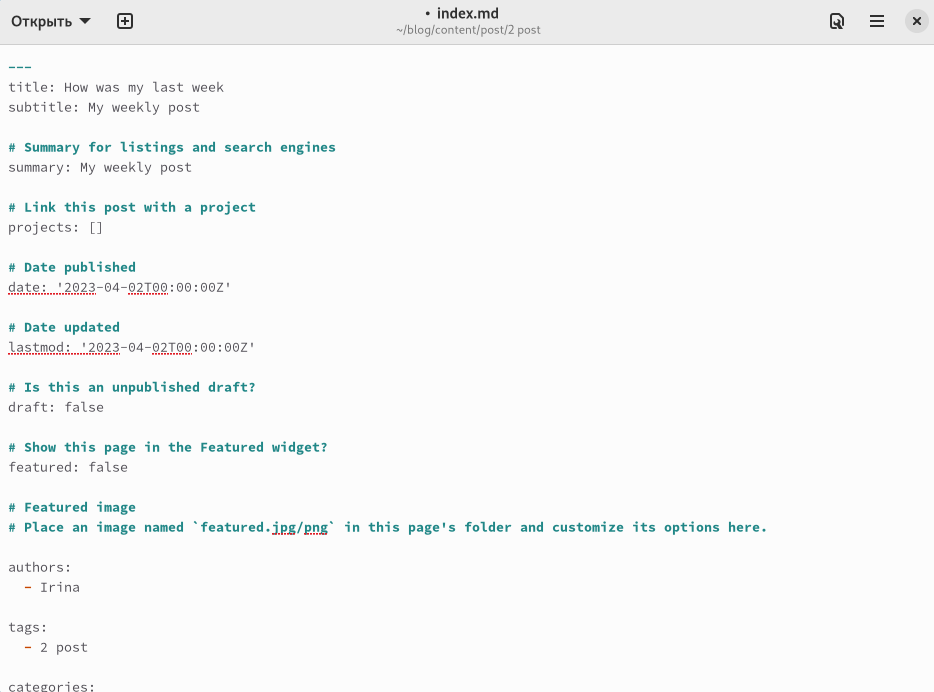 Открыть
• index.md
~/blog/content/post/2 post
---
title: How was my last week
subtitle: My weekly post
# Summary for listings and search engines
summary: My weekly post
# Link this post with a project
projects: []
# Date published
date: '2023-04-02T00:00:00Z'
# Date updated
lastmod: '2023-04-02T00:00:00Z'
# Is this an unpublished draft?
draft: false
# Show this page in the Featured widget?
featured: false
# Featured image
# Place an image named `featured.jpg/png` in this page's folder and customize its options here.
authors:
  - Irina
tags:
  - 2 post
categories: